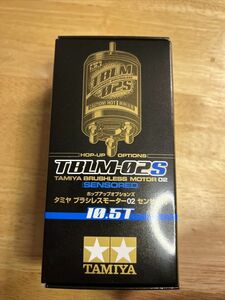 TBLM-02S
CAUTION! HOT!
HOP-UP OPTIONS
TBLM-02S
TAMIYA BRUSHLESS MOTOR 02
SENSORED
ホップアップオプションズ
タミヤ ブラシレスモーター02 センサー付
10.5T
TAMIYA